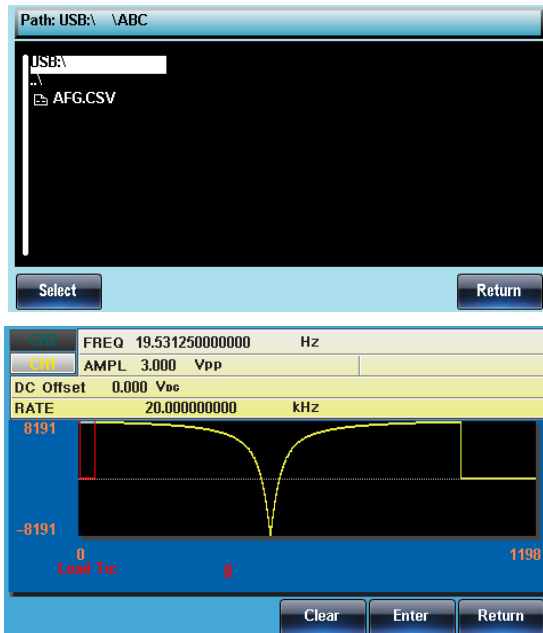 Path: USB:\ \ABC
USB:\
..\
AFG.CSV
Select Return
CH2 FREQ 19.531250000000 Hz
CH1 AMPL 3.000 Vpp
DC Offset 0.000 VDC
RATE 20.000000000 kHz
8191
-8191
0 1198
Load To: 0
Clear Enter Return